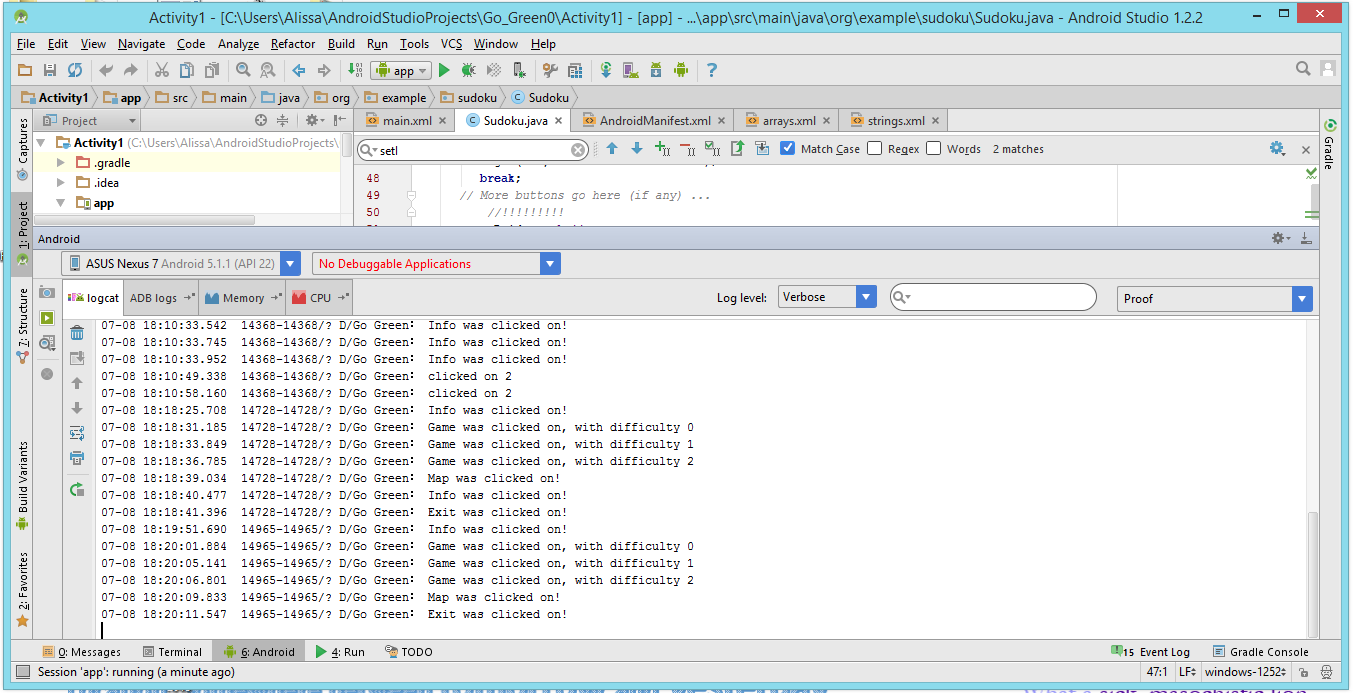 Activity1 - [C:\Users\Alissa\AndroidStudioProjects\Go_Green0\Activity1] - [app] - ...\app\src\main\java\org\example\sudoku\Sudoku.java - Android Studio 1.2.2
File Edit View Navigate Code Analyze Refactor Build Run Tools VCS Window Help
app
Activity1 app src main java org example sudoku Sudoku
Project main.xml Sudoku.java AndroidManifest.xml arrays.xml strings.xml
Activity1 (C:\Users\Alissa\AndroidStudioProjects\
setl Match Case Regex Words 2 matches
.gradle
.idea
app
48 break;
49 // More buttons go here (if any) ...
50 //!!!!!!!!!
Captures
1: Project
7: Structure
Build Variants
2: Favorites
Gradle
Android
ASUS Nexus 7 Android 5.1.1 (API 22) No Debuggable Applications
logcat ADB logs Memory CPU Log level: Verbose Proof
07-08 18:10:33.542 14368-14368/? D/Go Green: Info was clicked on!
07-08 18:10:33.745 14368-14368/? D/Go Green: Info was clicked on!
07-08 18:10:33.952 14368-14368/? D/Go Green: Info was clicked on!
07-08 18:10:49.338 14368-14368/? D/Go Green: clicked on 2
07-08 18:10:58.160 14368-14368/? D/Go Green: clicked on 2
07-08 18:18:25.708 14728-14728/? D/Go Green: Info was clicked on!
07-08 18:18:31.185 14728-14728/? D/Go Green: Game was clicked on, with difficulty 0
07-08 18:18:33.849 14728-14728/? D/Go Green: Game was clicked on, with difficulty 1
07-08 18:18:36.785 14728-14728/? D/Go Green: Game was clicked on, with difficulty 2
07-08 18:18:39.034 14728-14728/? D/Go Green: Map was clicked on!
07-08 18:18:40.477 14728-14728/? D/Go Green: Info was clicked on!
07-08 18:18:41.396 14728-14728/? D/Go Green: Exit was clicked on!
07-08 18:19:51.690 14965-14965/? D/Go Green: Info was clicked on!
07-08 18:20:01.884 14965-14965/? D/Go Green: Game was clicked on, with difficulty 0
07-08 18:20:05.141 14965-14965/? D/Go Green: Game was clicked on, with difficulty 1
07-08 18:20:06.801 14965-14965/? D/Go Green: Game was clicked on, with difficulty 2
07-08 18:20:09.833 14965-14965/? D/Go Green: Map was clicked on!
07-08 18:20:11.547 14965-14965/? D/Go Green: Exit was clicked on!
0: Messages Terminal 6: Android 4: Run TODO 15 Event Log Gradle Console
Session 'app': running (a minute ago) 47:1 LF windows-1252